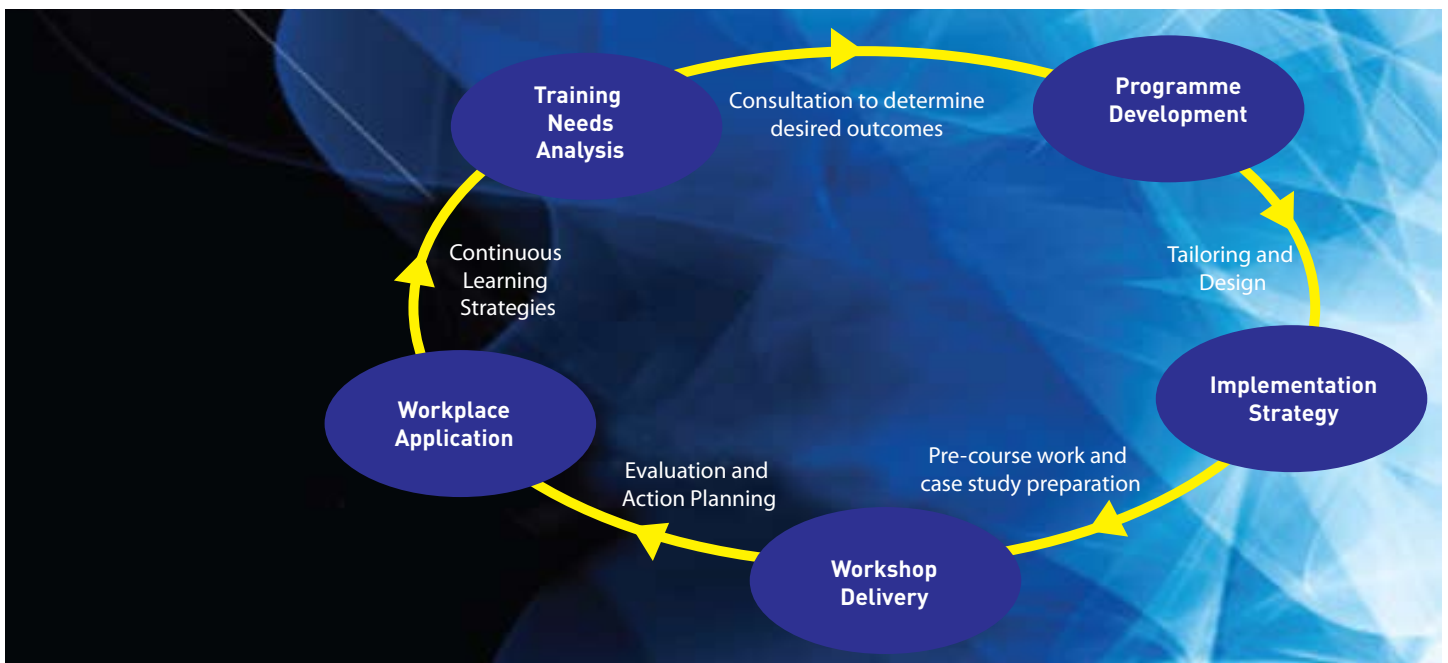 Training
Needs
Analysis
Consultation to determine
desired outcomes
Programme
Development
Tailoring and
Design
Implementation
Strategy
Pre-course work and
case study preparation
Workshop
Delivery
Evaluation and
Action Planning
Workplace
Application
Continuous
Learning
Strategies